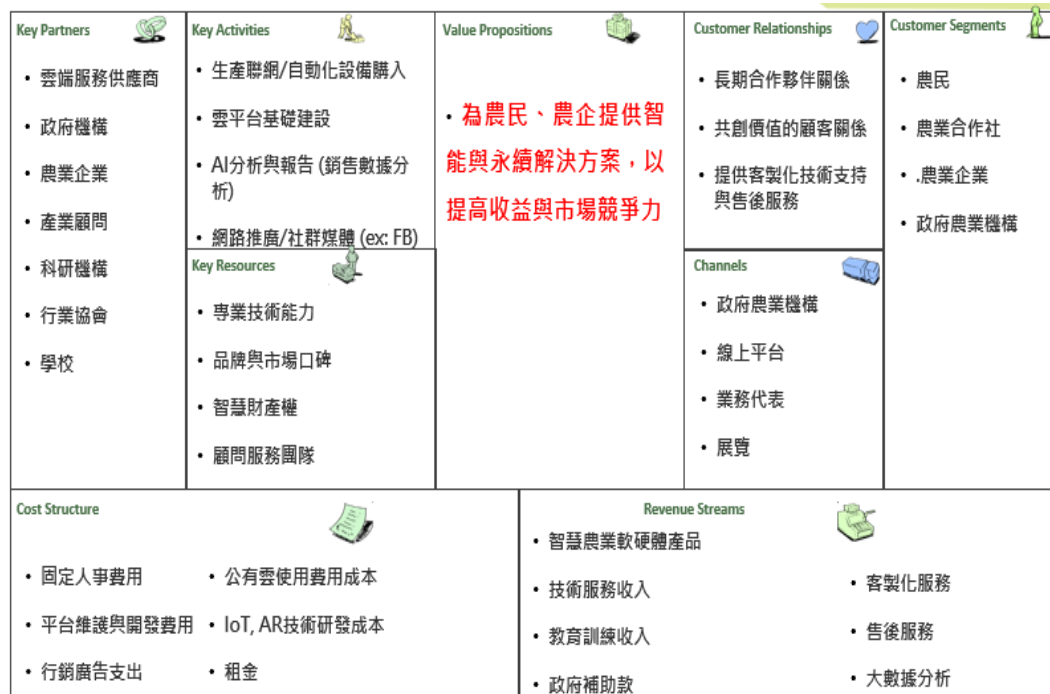 Key Partners
• 雲端服務供應商
• 政府機構
• 農業企業
• 產業顧問
• 科研機構
• 行業協會
• 學校
Key Activities
• 生產聯網/自動化設備購入
• 雲平台基礎建設
• AI分析與報告 (銷售數據分
析)
• 網路推廣/社群媒體 (ex: FB)
Key Resources
• 專業技術能力
• 品牌與市場口碑
• 智慧財產權
• 顧問服務團隊
Value Propositions
• 為農民、農企提供智
能與永續解決方案，以
提高收益與市場競爭力
Customer Relationships
• 長期合作夥伴關係
• 共創價值的顧客關係
• 提供客製化技術支持
與售後服務
Channels
• 政府農業機構
• 線上平台
• 業務代表
• 展覽
Customer Segments
• 農民
• 農業合作社
• .農業企業
• 政府農業機構
Cost Structure
• 固定人事費用
• 平台維護與開發費用
• 行銷廣告支出
• 公有雲使用費用成本
• IoT, AR技術研發成本
• 租金
Revenue Streams
• 智慧農業軟硬體產品
• 技術服務收入
• 教育訓練收入
• 政府補助款
• 客製化服務
• 售後服務
• 大數據分析